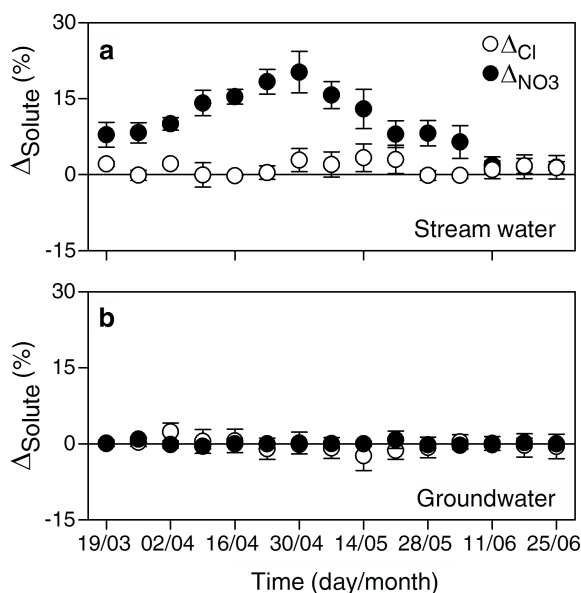 a
ΔCl
ΔNO3
30
15
0
-15
ΔSolute (%)
Stream water
b
30
15
0
-15
ΔSolute (%)
Groundwater
19/03 02/04 16/04 30/04 14/05 28/05 11/06 25/06
Time (day/month)